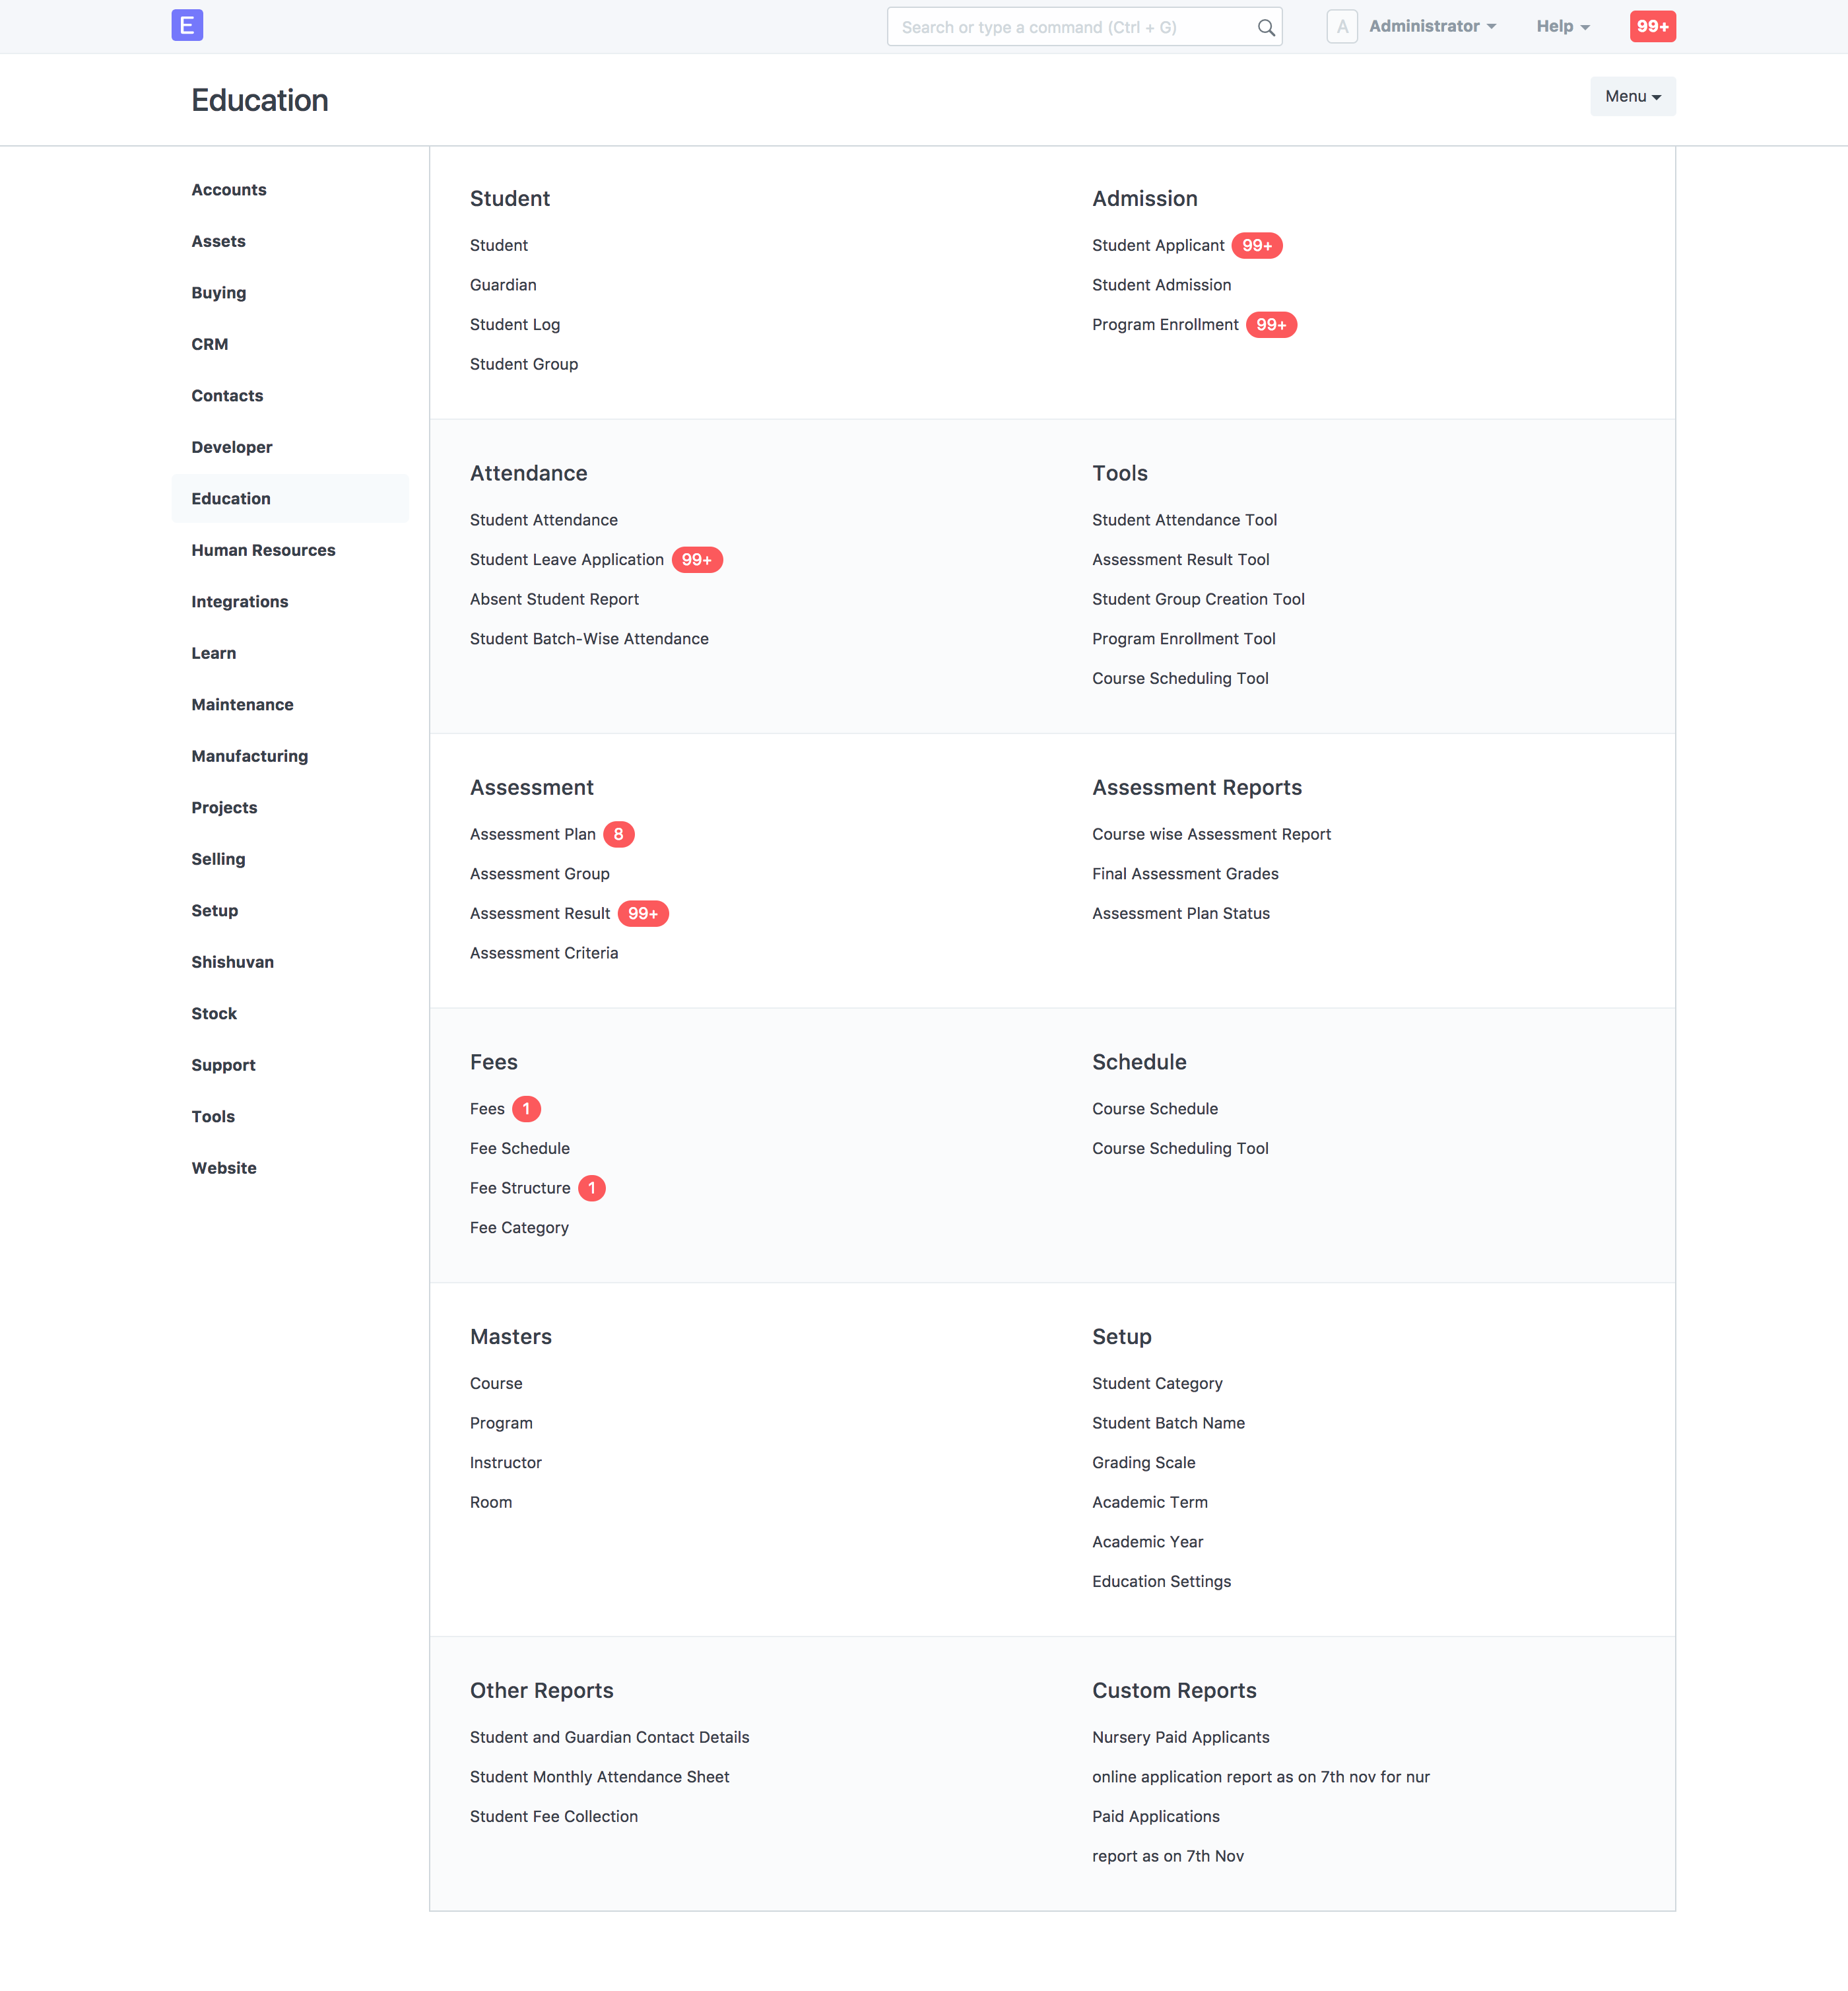 E
Search or type a command (Ctrl + G)
A Administrator
Help
99+
Education
Menu
Accounts
Assets
Buying
CRM
Contacts
Developer
Education
Human Resources
Integrations
Learn
Maintenance
Manufacturing
Projects
Selling
Setup
Shishuvan
Stock
Support
Tools
Website
Student
Student
Guardian
Student Log
Student Group
Admission
Student Applicant 99+
Student Admission
Program Enrollment 99+
Attendance
Student Attendance
Student Leave Application 99+
Absent Student Report
Student Batch-Wise Attendance
Tools
Student Attendance Tool
Assessment Result Tool
Student Group Creation Tool
Program Enrollment Tool
Course Scheduling Tool
Assessment
Assessment Plan 8
Assessment Group
Assessment Result 99+
Assessment Criteria
Assessment Reports
Course wise Assessment Report
Final Assessment Grades
Assessment Plan Status
Fees
Fees 1
Fee Schedule
Fee Structure 1
Fee Category
Schedule
Course Schedule
Course Scheduling Tool
Masters
Course
Program
Instructor
Room
Setup
Student Category
Student Batch Name
Grading Scale
Academic Term
Academic Year
Education Settings
Other Reports
Student and Guardian Contact Details
Student Monthly Attendance Sheet
Student Fee Collection
Custom Reports
Nursery Paid Applicants
online application report as on 7th nov for nur
Paid Applications
report as on 7th Nov